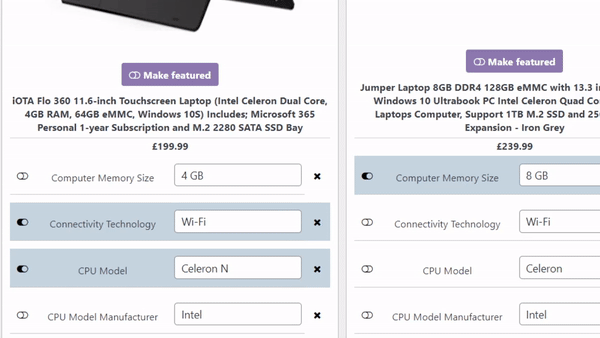 Make featured
iOTA Flo 360 11.6-inch Touchscreen Laptop (Intel Celeron Dual Core,
4GB RAM, 64GB eMMC, Windows 10S) Includes; Microsoft 365
Personal 1-year Subscription and M.2 2280 SATA SSD Bay
£199.99
Computer Memory Size
4 GB
Connectivity Technology
Wi-Fi
CPU Model
Celeron N
CPU Model Manufacturer
Intel
Make featured
Jumper Laptop 8GB DDR4 128GB eMMC with 13.3 i
Windows 10 Ultrabook PC Intel Celeron Quad Co
Laptops Computer, Support 1TB M.2 SSD and 25
Expansion - Iron Grey
£239.99
Computer Memory Size
8 GB
Connectivity Technology
Wi-Fi
CPU Model
Celeron
CPU Model Manufacturer
Intel